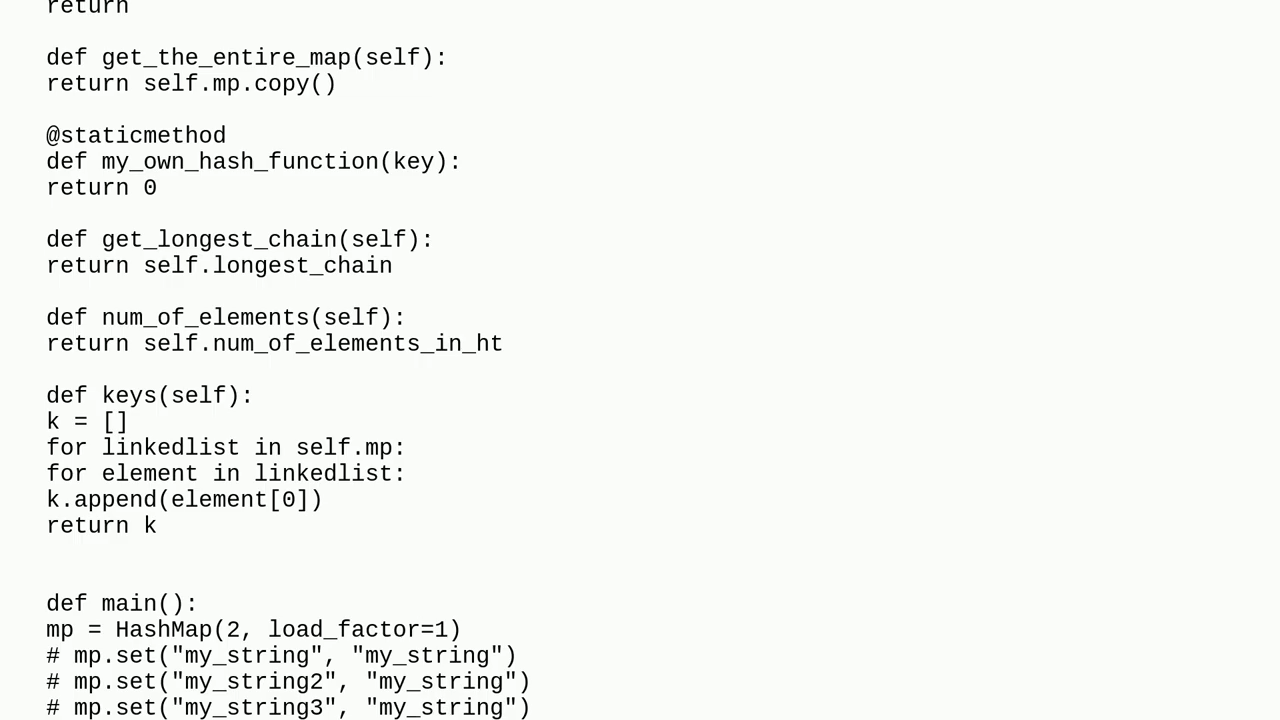 return
def get_the_entire_map(self):
return self.mp.copy()
@staticmethod
def my_own_hash_function(key):
return 0
def get_longest_chain(self):
return self.longest_chain
def num_of_elements(self):
return self.num_of_elements_in_ht
def keys(self):
k = []
for linkedlist in self.mp:
for element in linkedlist:
k.append(element[0])
return k
def main():
mp = HashMap(2, load_factor=1)
# mp.set("my_string", "my_string")
# mp.set("my_string2", "my_string")
# mp.set("my_string3", "my_string")